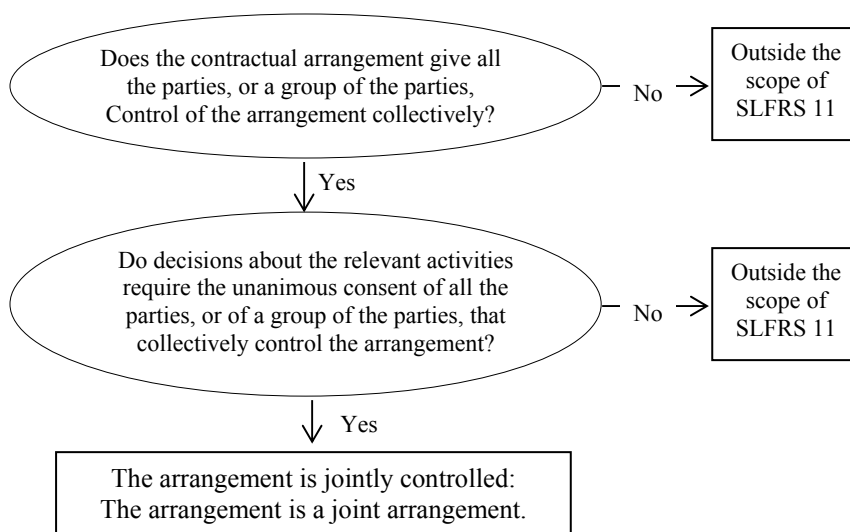 Does the contractual arrangement give all
the parties, or a group of the parties,
Control of the arrangement collectively?
No
Outside the
scope of
SLFRS 11
Yes
Do decisions about the relevant activities
require the unanimous consent of all the
parties, or of a group of the parties, that
collectively control the arrangement?
No
Outside the
scope of
SLFRS 11
Yes
The arrangement is jointly controlled:
The arrangement is a joint arrangement.